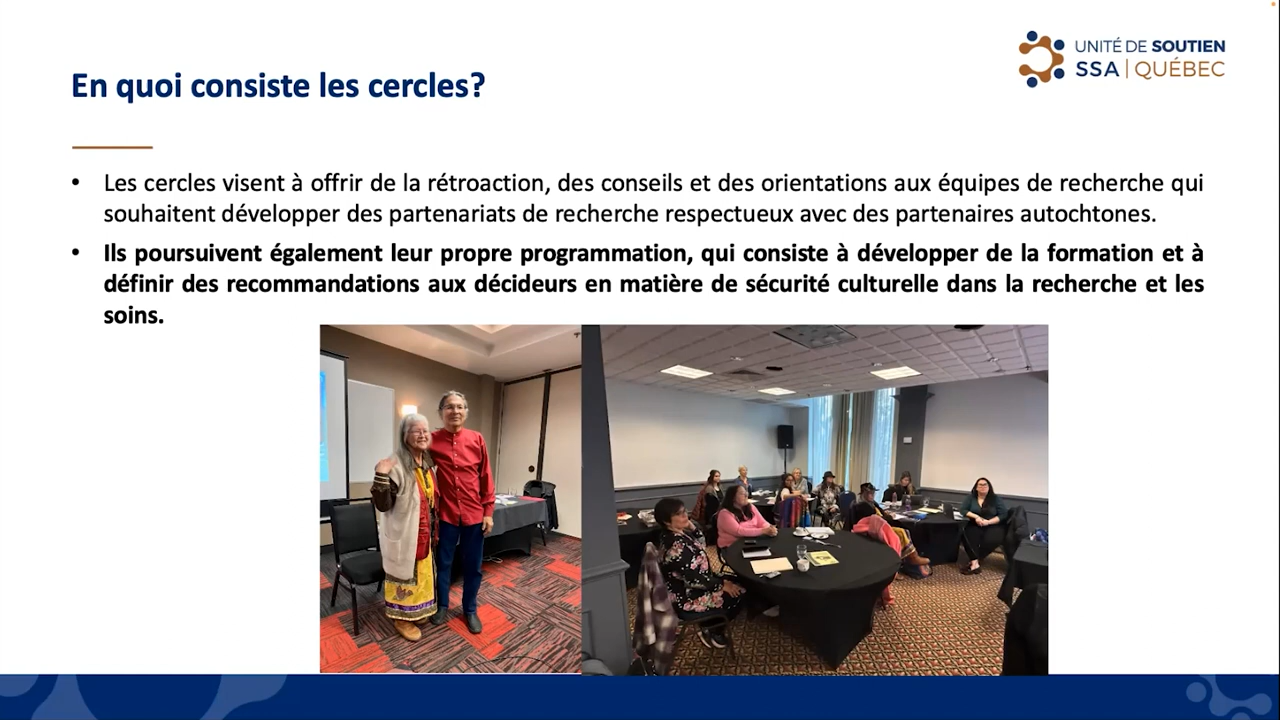 UNITÉ DE SOUTIEN
SSA | QUÉBEC
En quoi consiste les cercles?
• Les cercles visent à offrir de la rétroaction, des conseils et des orientations aux équipes de recherche qui
souhaitent développer des partenariats de recherche respectueux avec des partenaires autochtones.
• Ils poursuivent également leur propre programmation, qui consiste à développer de la formation et à
définir des recommandations aux décideurs en matière de sécurité culturelle dans la recherche et les
soins.